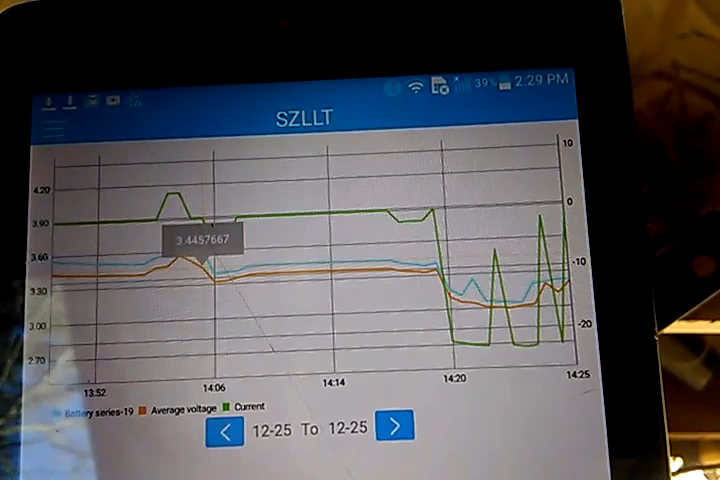 39% 2:29 PM
SZLLT
10
4.20
0
3.90
3.4457667
3.60
-10
3.30
3.00
-20
2.70
13:52 14:06 14:14 14:20 14:25
Battery series-19 Average voltage Current
< 12-25 To 12-25 >